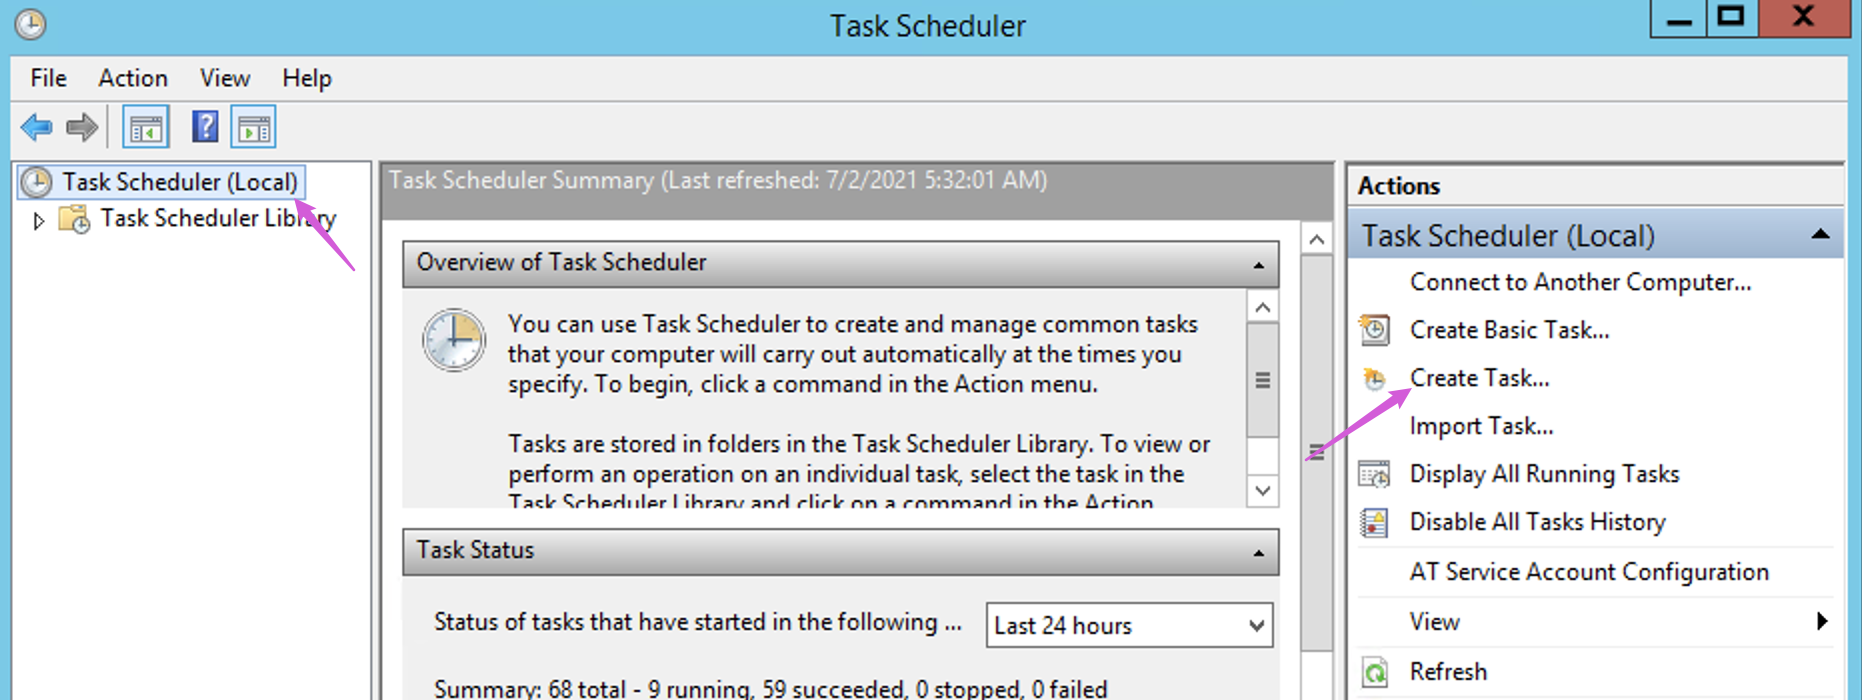 Task Scheduler
File Action View Help
Task Scheduler (Local)
Task Scheduler Library
Task Scheduler Summary (Last refreshed: 7/2/2021 5:32:01 AM)
Overview of Task Scheduler
You can use Task Scheduler to create and manage common tasks
that your computer will carry out automatically at the times you
specify. To begin, click a command in the Action menu.
Tasks are stored in folders in the Task Scheduler Library. To view or
perform an operation on an individual task, select the task in the
Task Scheduler Library and click on a command in the Action
Task Status
Status of tasks that have started in the following ...
Last 24 hours
Summary: 68 total - 9 running, 59 succeeded, 0 stopped, 0 failed
Actions
Task Scheduler (Local)
Connect to Another Computer...
Create Basic Task...
Create Task...
Import Task...
Display All Running Tasks
Disable All Tasks History
AT Service Account Configuration
View
Refresh